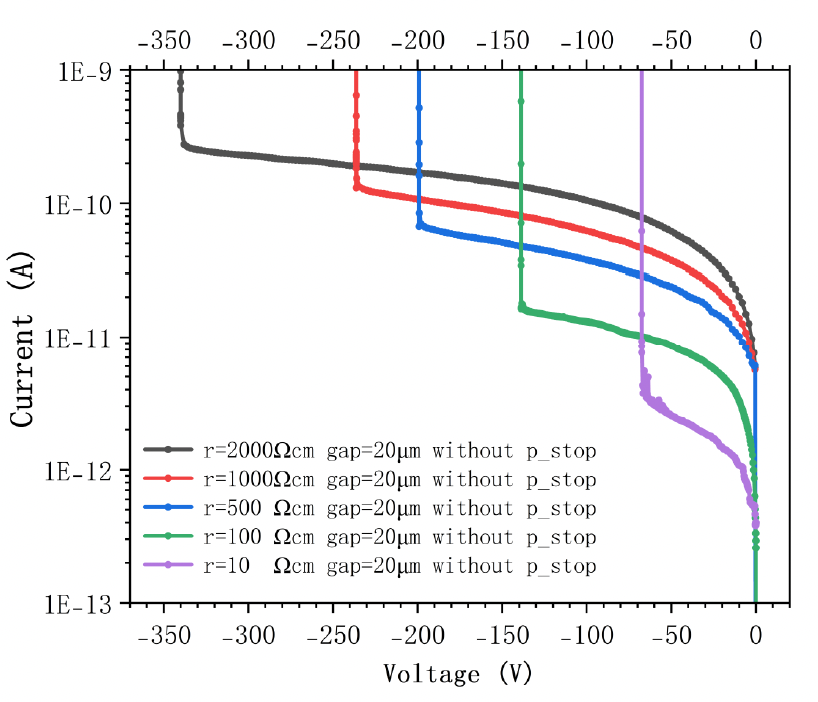 -350 -300 -250 -200 -150 -100 -50 0
1E-9
1E-10
1E-11
1E-12
1E-13
Current (A)
r=2000Ωcm gap=20μm without p_stop
r=1000Ωcm gap=20μm without p_stop
r=500 Ωcm gap=20μm without p_stop
r=100 Ωcm gap=20μm without p_stop
r=10 Ωcm gap=20μm without p_stop
-350 -300 -250 -200 -150 -100 -50 0
Voltage (V)